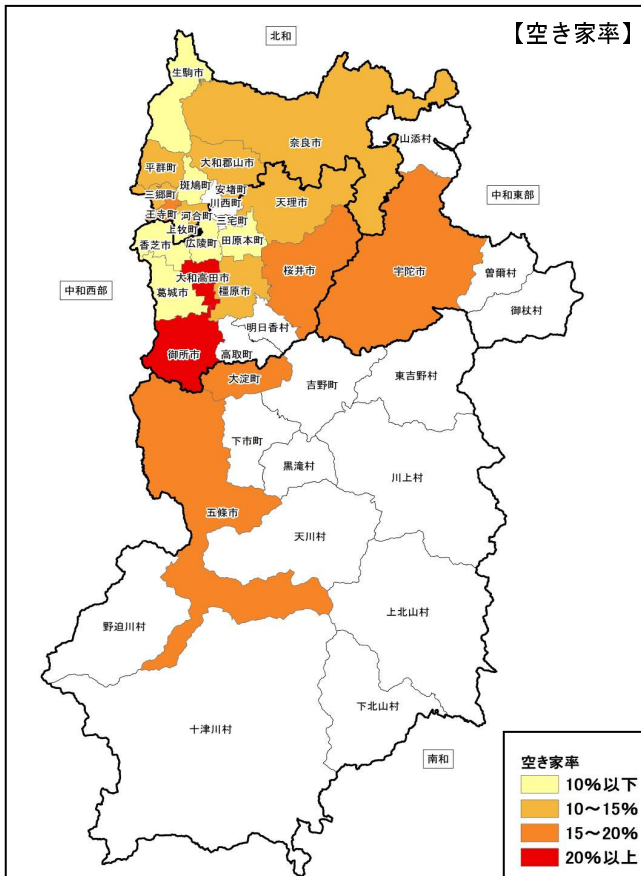 【空き家率】
北和
生駒市
奈良市
山添村
平群町
大和郡山市
斑鳩町
安堵町
三郷町
川西町
天理市
中和東部
王寺町
河合町
三宅町
上牧町
香芝市
広陵町
田原本町
桜井市
宇陀市
曽爾村
御杖村
中和西部
大和高田市
葛城市
橿原市
明日香村
御所市
高取町
大淀町
吉野町
東吉野村
下市町
黒滝村
川上村
五條市
天川村
野迫川村
上北山村
下北山村
十津川村
南和
空き家率
10%以下
10～15%
15～20%
20%以上